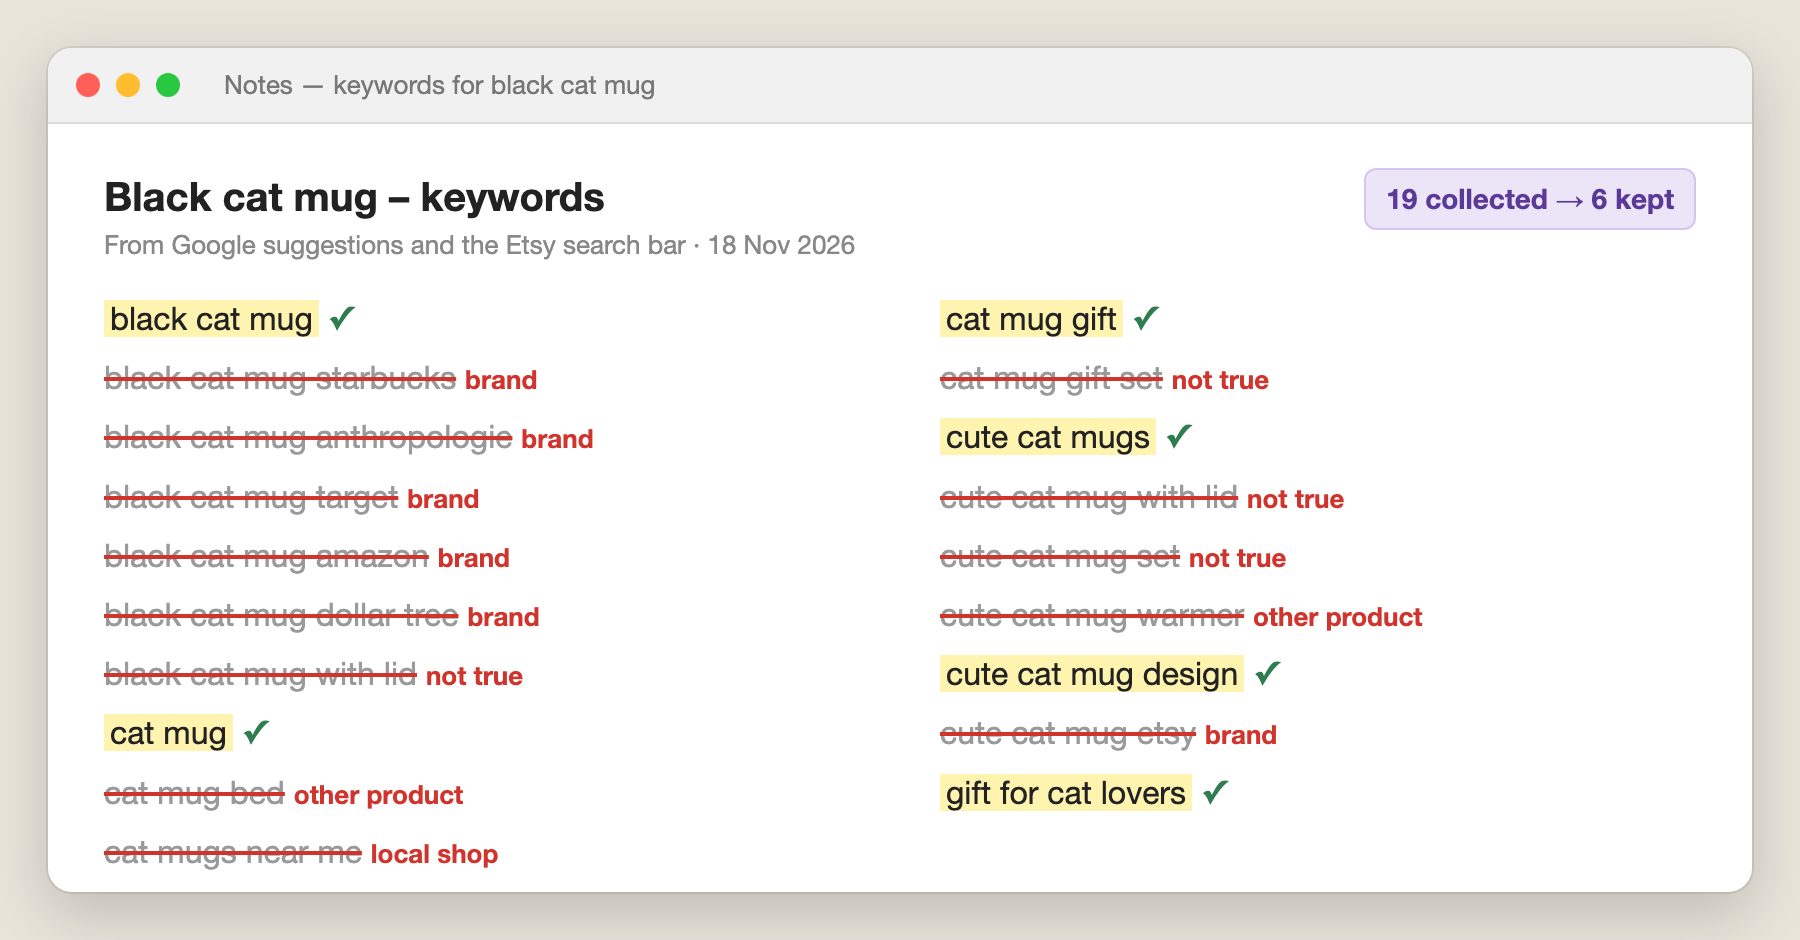 Notes — keywords for black cat mug
Black cat mug – keywords
19 collected → 6 kept
From Google suggestions and the Etsy search bar · 18 Nov 2026
black cat mug ✓
black cat mug starbucks brand
black cat mug anthropologie brand
black cat mug target brand
black cat mug amazon brand
black cat mug dollar tree brand
black cat mug with lid not true
cat mug ✓
cat mug bed other product
cat mugs near me local shop
cat mug gift ✓
cat mug gift set not true
cute cat mugs ✓
cute cat mug with lid not true
cute cat mug set not true
cute cat mug warmer other product
cute cat mug design ✓
cute cat mug etsy brand
gift for cat lovers ✓